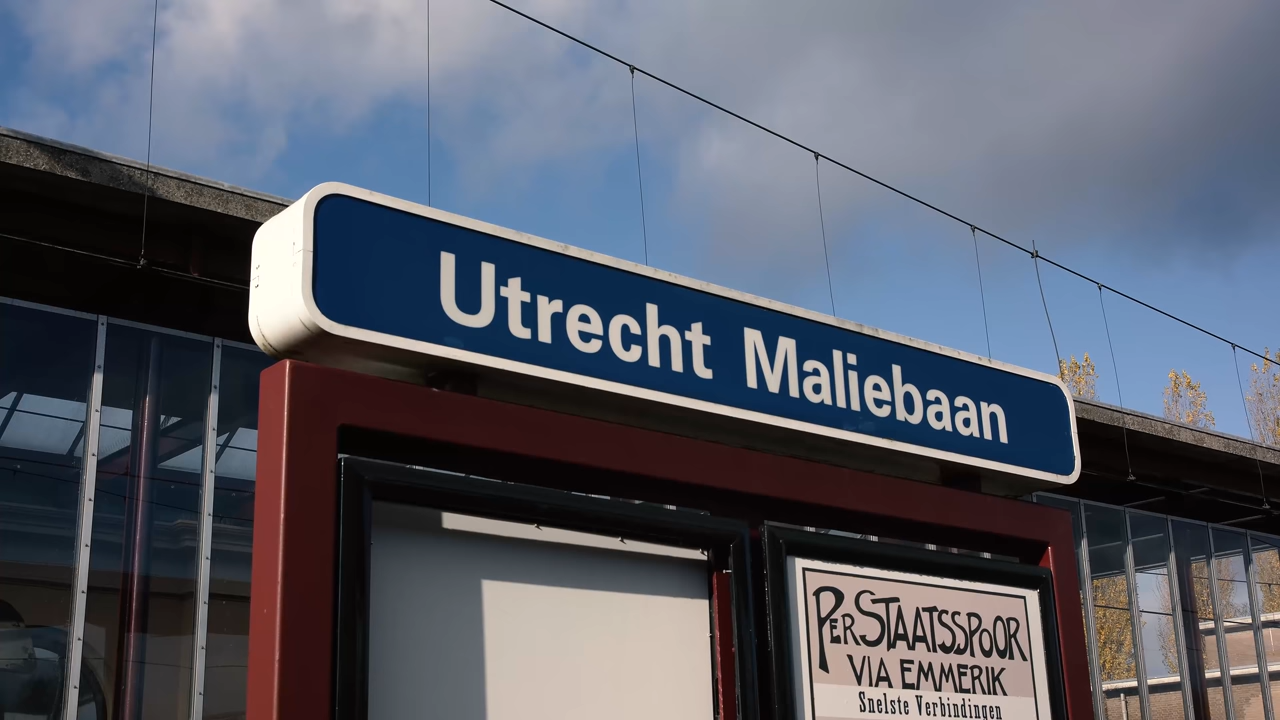 Utrecht Maliebaan
PER STAATSSPOOR
VIA EMMERIK
Snelste Verbindingen